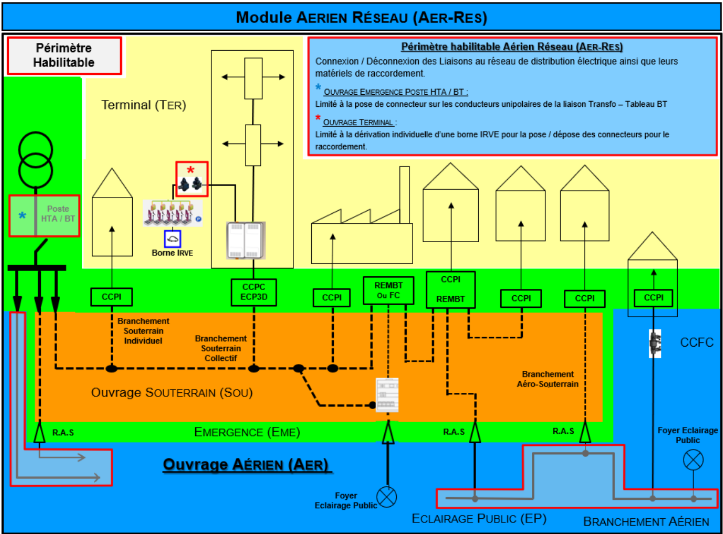 Module AERIEN RÉSEAU (AER-RES)
Périmètre
Habilitable
Périmètre habilitable Aérien Réseau (AER-RES)
Connexion / Déconnexion des Liaisons au réseau de distribution électrique ainsi que leurs
matériels de raccordement.
* OUVRAGE EMERGENCE POSTE HTA / BT :
Limité à la pose de connecteur sur les conducteurs unipolaires de la liaison Transfo – Tableau BT
* OUVRAGE TERMINAL :
Limité à la dérivation individuelle d'une borne IRVE pour la pose / dépose des connecteurs pour le
raccordement.
Terminal (TER)
*
* Poste
HTA / BT
Borne IRVE
CCPI
CCPC
ECP3D
CCPI
REMBT
OU FC
CCPI
REMBT
CCPI
CCPI
CCPI
Branchement
Souterrain
Individuel
Branchement
Souterrain
Collectif
CCFC
Branchement
Aéro-Souterrain
Ouvrage SOUTERRAIN (SOU)
R.A.S
EMERGENCE (EME)
R.A.S
R.A.S
Foyer Eclairage
Public
Ouvrage AÉRIEN (AER)
Foyer
Eclairage Public
ECLAIRAGE PUBLIC (EP)
BRANCHEMENT AÉRIEN